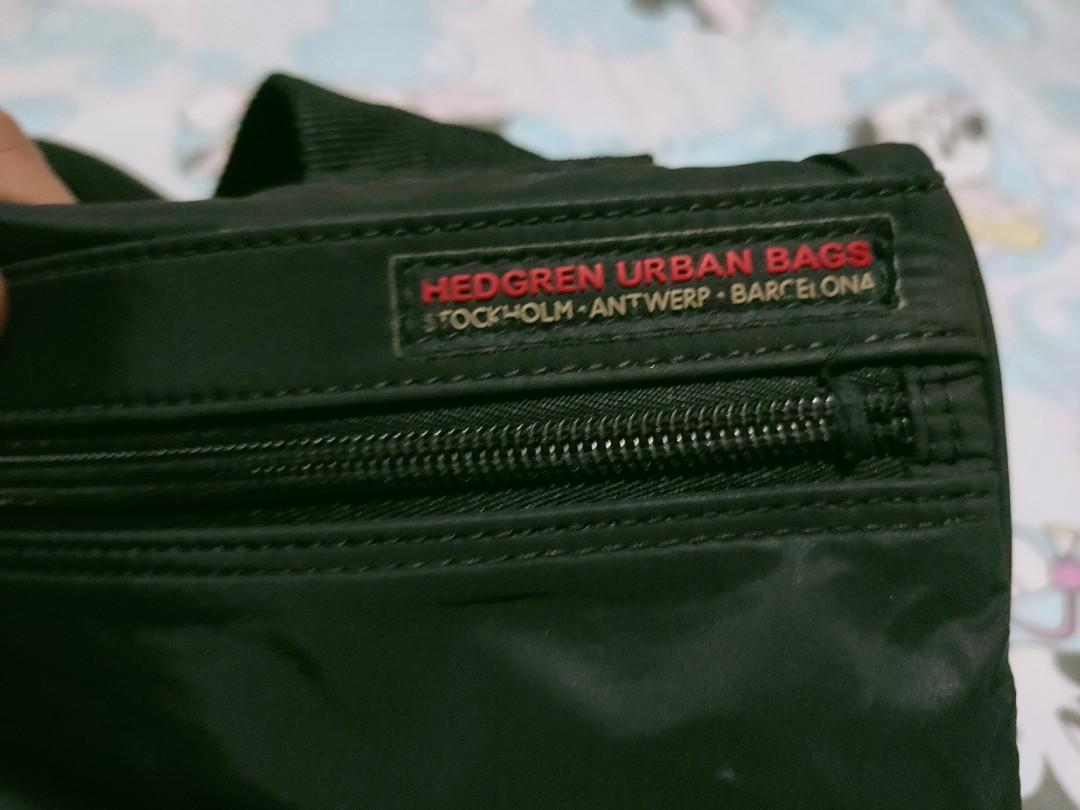 HEDGREN URBAN BAGS
STOCKHOLM · ANTWERP · BARCELONA